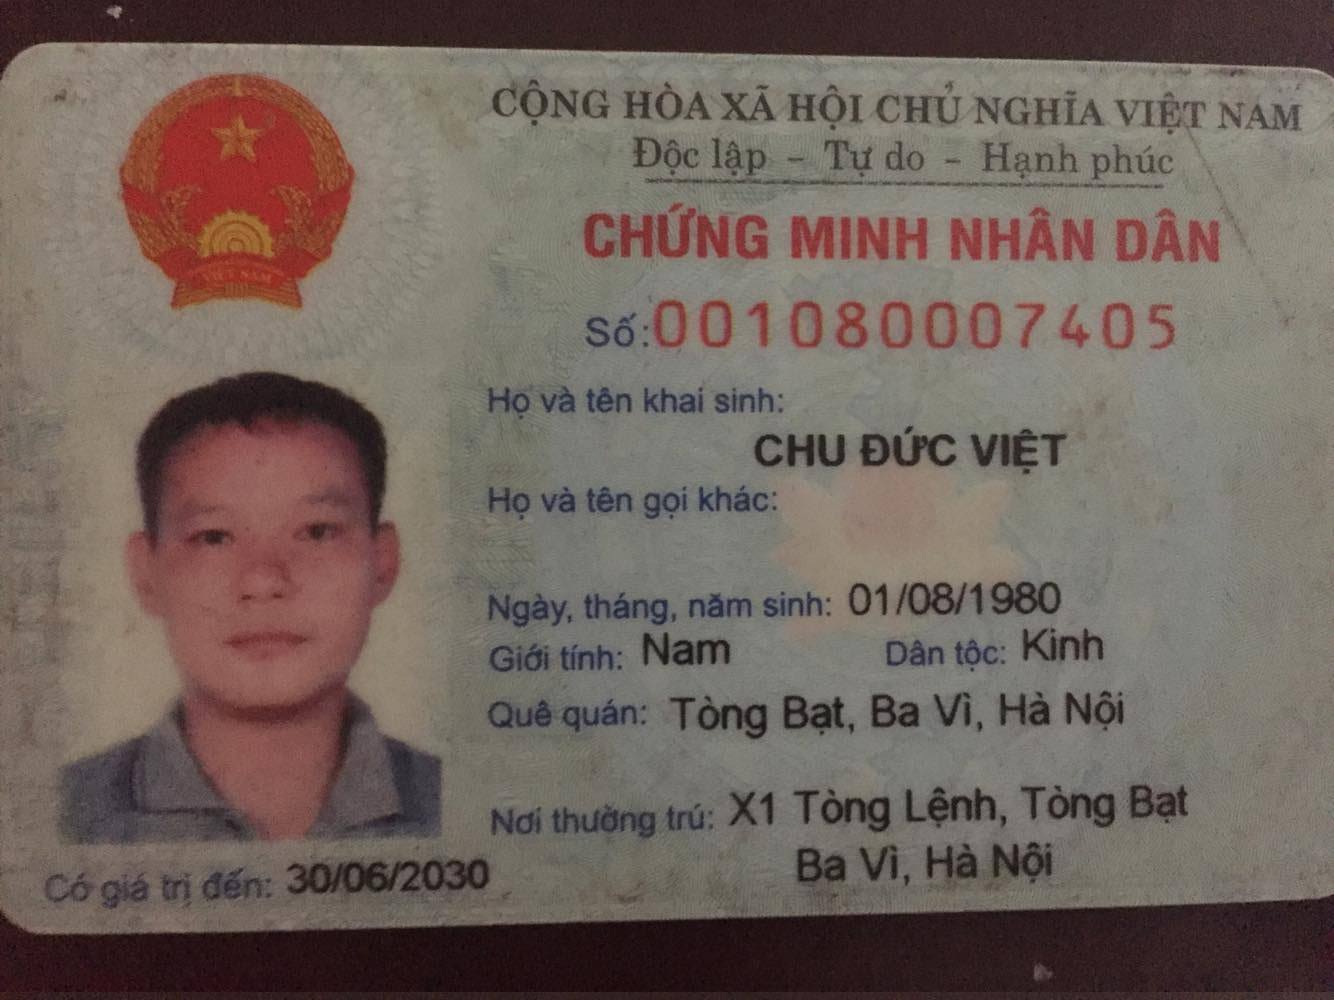 CỘNG HÒA XÃ HỘI CHỦ NGHĨA VIỆT NAM
Độc lập - Tự do - Hạnh phúc
CHỨNG MINH NHÂN DÂN
Số: 001080007405
Họ và tên khai sinh:
CHU ĐỨC VIỆT
Họ và tên gọi khác:
Ngày, tháng, năm sinh: 01/08/1980
Giới tính: Nam Dân tộc: Kinh
Quê quán: Tòng Bạt, Ba Vì, Hà Nội
Nơi thường trú: X1 Tòng Lệnh, Tòng Bạt
Ba Vì, Hà Nội
Có giá trị đến: 30/06/2030
VIỆT NAM